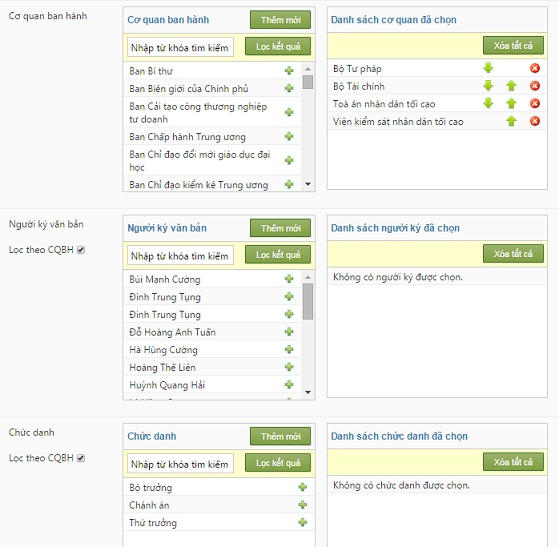 Cơ quan ban hành
Cơ quan ban hành
Thêm mới
Nhập từ khóa tìm kiếm
Lọc kết quả
Ban Bí thư
Ban Biên giới của Chính phủ
Ban Cải tạo công thương nghiệp
tư doanh
Ban Chấp hành Trung ương
Ban Chỉ đạo đổi mới giáo dục đại
học
Ban Chỉ đạo kiểm kê Trung ương
Danh sách cơ quan đã chọn
Xóa tất cả
Bộ Tư pháp
Bộ Tài chính
Toà án nhân dân tối cao
Viện kiểm sát nhân dân tối cao
Người ký văn bản
Lọc theo CQBH
Người ký văn bản
Thêm mới
Nhập từ khóa tìm kiếm
Lọc kết quả
Bùi Mạnh Cường
Đinh Trung Tụng
Đinh Trung Tụng
Đỗ Hoàng Anh Tuấn
Hà Hùng Cường
Hoàng Thế Liên
Huỳnh Quang Hải
Danh sách người ký đã chọn
Xóa tất cả
Không có người ký được chọn.
Chức danh
Lọc theo CQBH
Chức danh
Thêm mới
Nhập từ khóa tìm kiếm
Lọc kết quả
Bộ trưởng
Chánh án
Thứ trưởng
Danh sách chức danh đã chọn
Xóa tất cả
Không có chức danh được chọn.